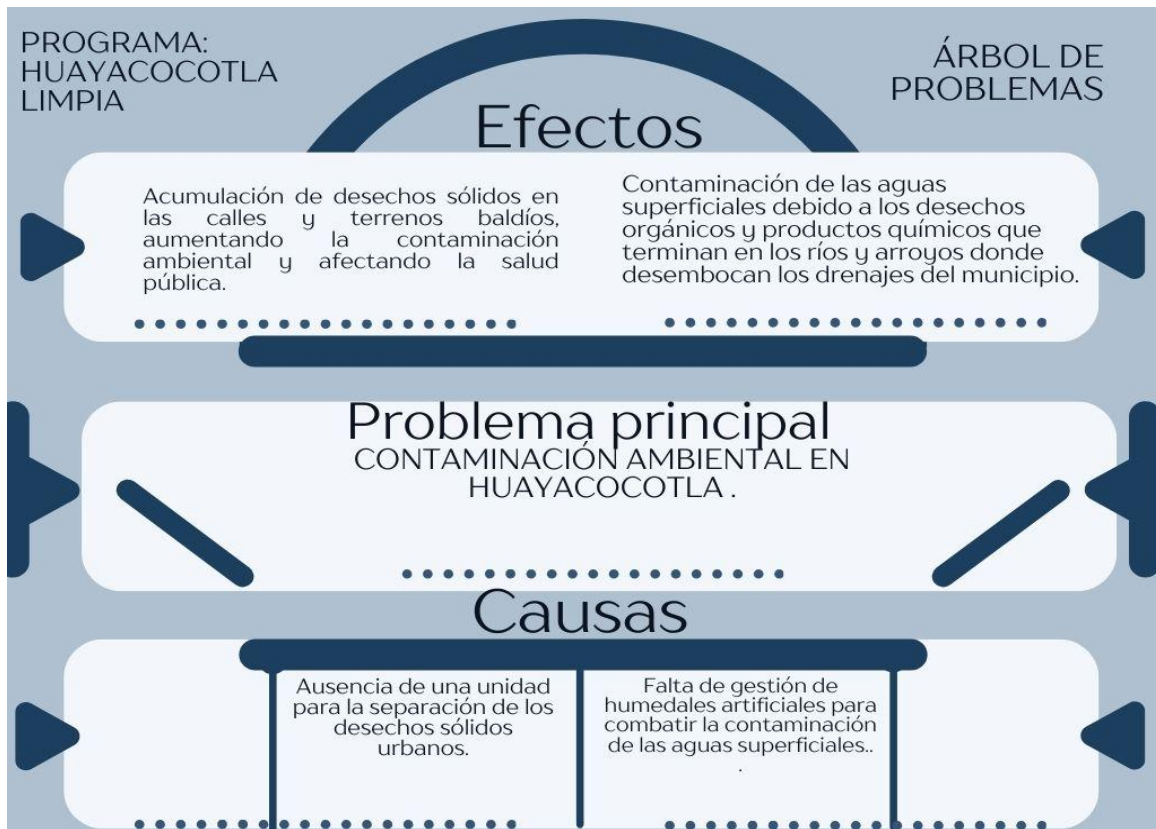 PROGRAMA:
HUAYACOCOTLA
LIMPIA
ÁRBOL DE
PROBLEMAS
Efectos
Acumulación de desechos sólidos en
las calles y terrenos baldíos,
aumentando la contaminación
ambiental y afectando la salud
pública.
Contaminación de las aguas
superficiales debido a los desechos
orgánicos y productos químicos que
terminan en los ríos y arroyos donde
desembocan los drenajes del municipio.
Problema principal
CONTAMINACIÓN AMBIENTAL EN
HUAYACOCOTLA .
Causas
Ausencia de una unidad
para la separación de los
desechos sólidos
urbanos.
Falta de gestión de
humedales artificiales para
combatir la contaminación
de las aguas superficiales..
.